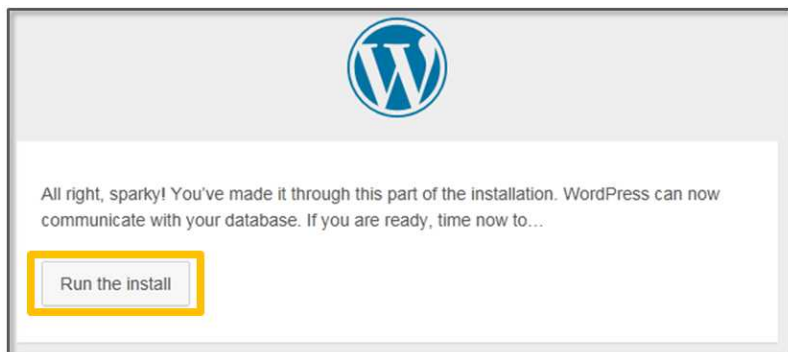 All right, sparky! You've made it through this part of the installation. WordPress can now
communicate with your database. If you are ready, time now to…
Run the install